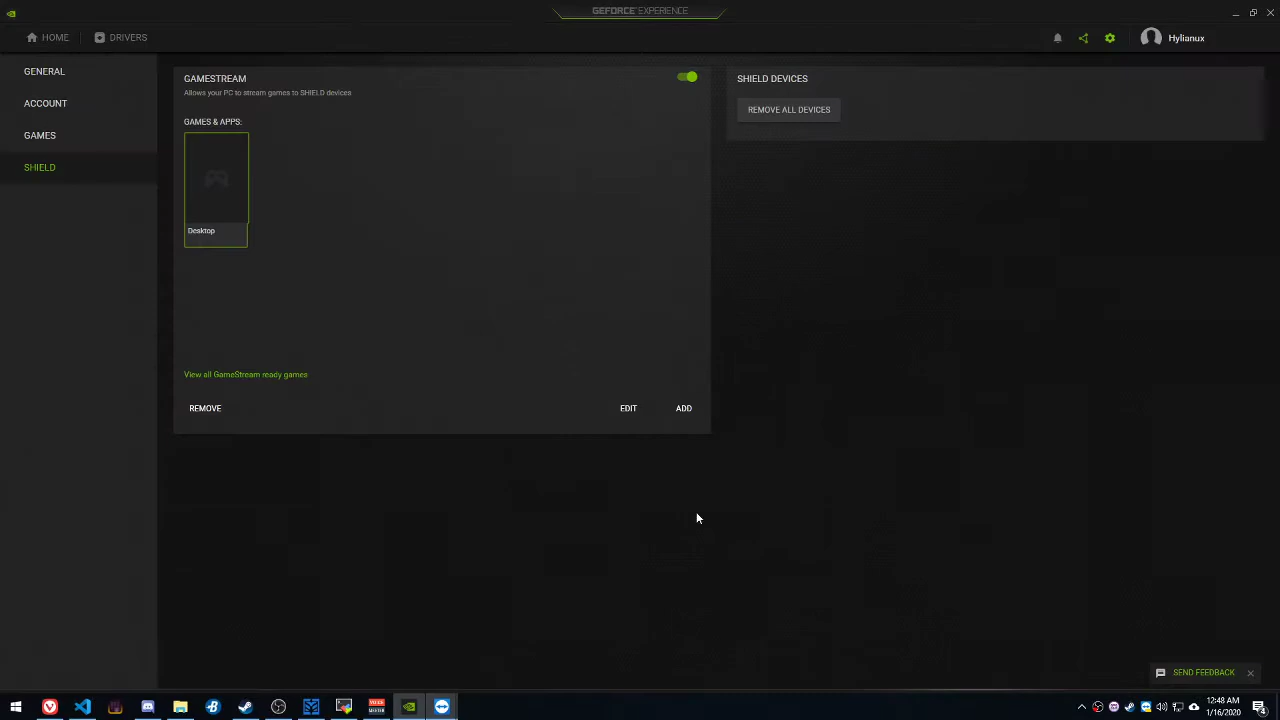 GEFORCE EXPERIENCE
HOME
DRIVERS
Hylianux
GENERAL
ACCOUNT
GAMES
SHIELD
GAMESTREAM
Allows your PC to stream games to SHIELD devices
GAMES & APPS:
Desktop
View all GameStream ready games
REMOVE
EDIT
ADD
SHIELD DEVICES
REMOVE ALL DEVICES
SEND FEEDBACK
VOICE
MEETER
12:48 AM
1/16/2020